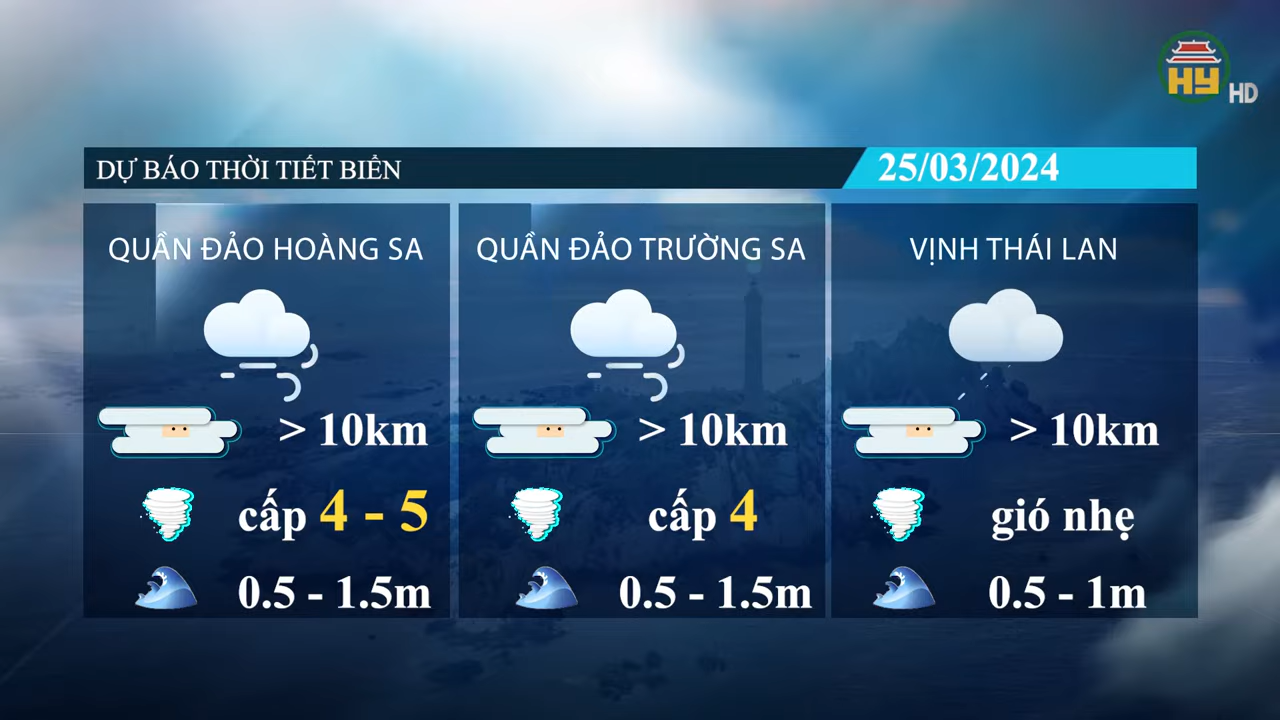 HY HD
DỰ BÁO THỜI TIẾT BIỂN
25/03/2024
QUẦN ĐẢO HOÀNG SA
> 10km
cấp 4 - 5
0.5 - 1.5m
QUẦN ĐẢO TRƯỜNG SA
> 10km
cấp 4
0.5 - 1.5m
VỊNH THÁI LAN
> 10km
gió nhẹ
0.5 - 1m